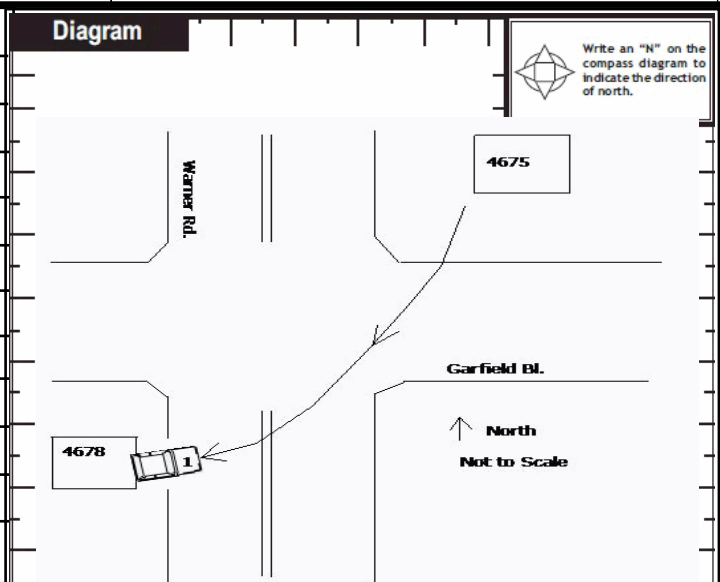 Diagram
Write an “N” on the
compass diagram to
indicate the direction
of north.
Warner Rd.
4675
Garfield Bl.
North
Not to Scale
4678
1